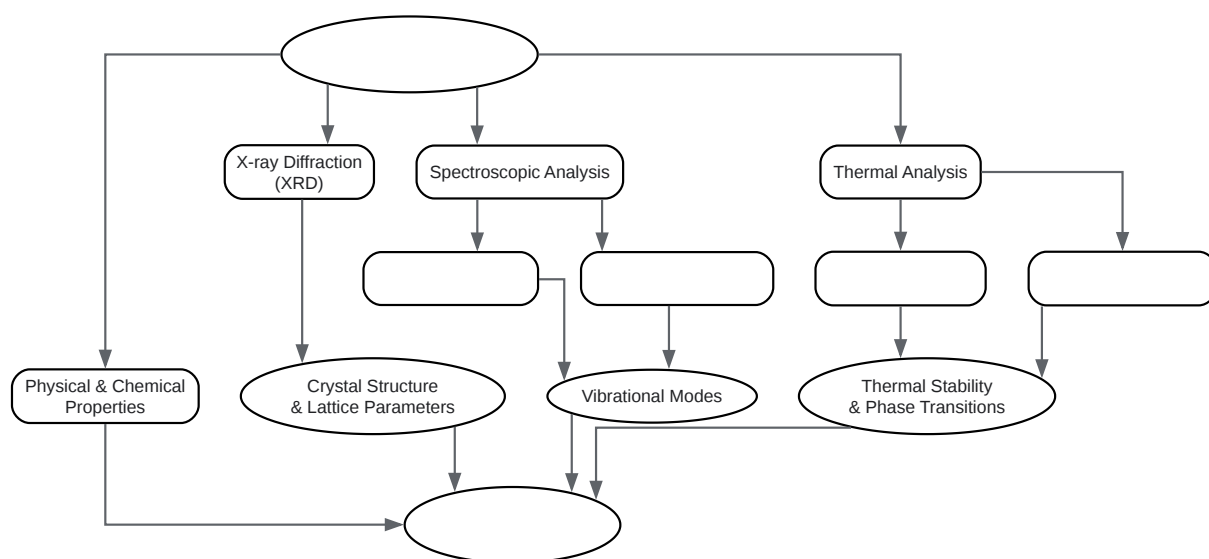 X-ray Diffraction
(XRD)
Spectroscopic Analysis
Thermal Analysis
Physical & Chemical
Properties
Crystal Structure
& Lattice Parameters
Vibrational Modes
Thermal Stability
& Phase Transitions